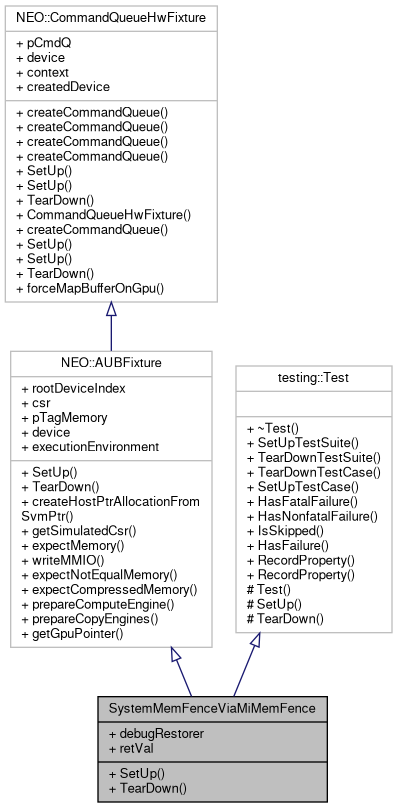 NEO::CommandQueueHwFixture
+ pCmdQ
+ device
+ context
+ createdDevice
+ createCommandQueue()
+ createCommandQueue()
+ createCommandQueue()
+ createCommandQueue()
+ SetUp()
+ SetUp()
+ TearDown()
+ CommandQueueHwFixture()
+ createCommandQueue()
+ SetUp()
+ SetUp()
+ TearDown()
+ forceMapBufferOnGpu()
NEO::AUBFixture
+ rootDeviceIndex
+ csr
+ pTagMemory
+ device
+ executionEnvironment
+ SetUp()
+ TearDown()
+ createHostPtrAllocationFrom
SvmPtr()
+ getSimulatedCsr()
+ expectMemory()
+ writeMMIO()
+ expectNotEqualMemory()
+ expectCompressedMemory()
+ prepareComputeEngine()
+ prepareCopyEngines()
+ getGpuPointer()
testing::Test
+ ~Test()
+ SetUpTestSuite()
+ TearDownTestSuite()
+ TearDownTestCase()
+ SetUpTestCase()
+ HasFatalFailure()
+ HasNonfatalFailure()
+ IsSkipped()
+ HasFailure()
+ RecordProperty()
+ RecordProperty()
# Test()
# SetUp()
# TearDown()
SystemMemFenceViaMiMemFence
+ debugRestorer
+ retVal
+ SetUp()
+ TearDown()